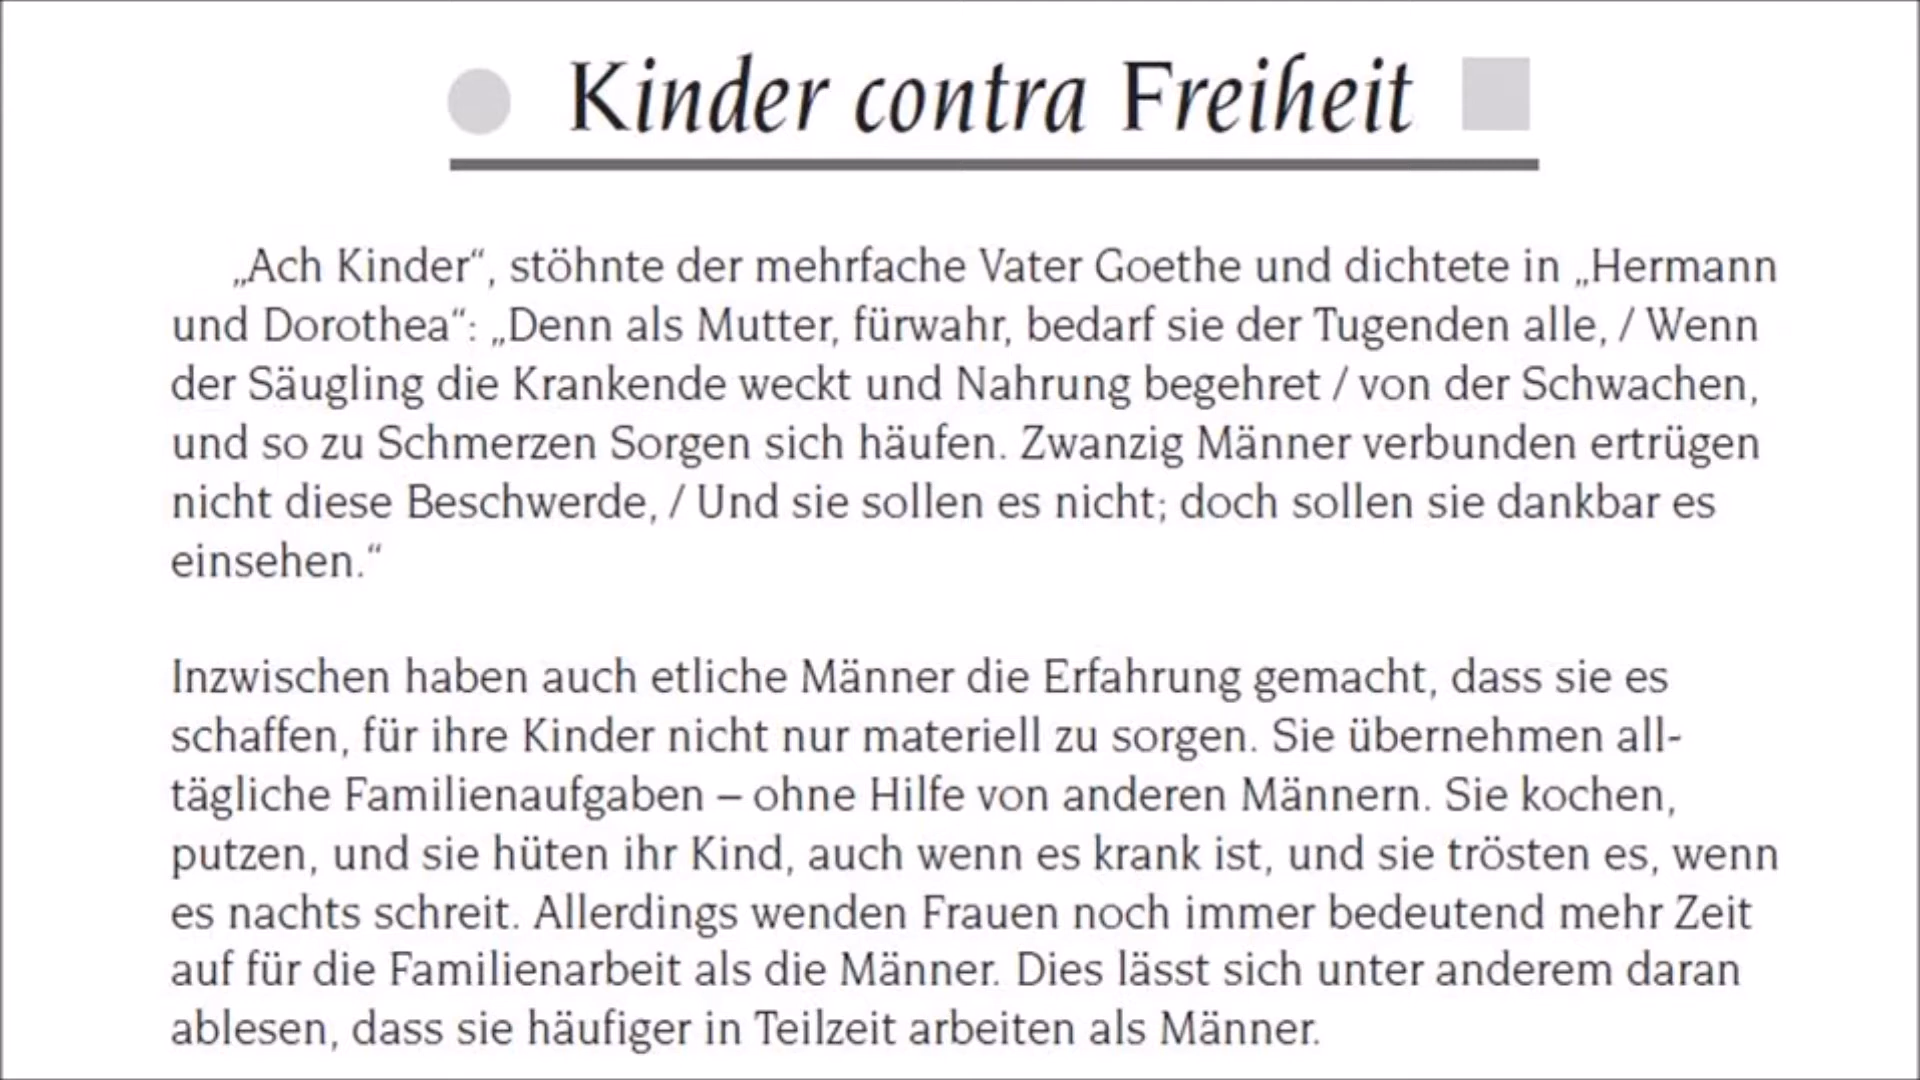 Kinder contra Freiheit
„Ach Kinder“, stöhnte der mehrfache Vater Goethe und dichtete in „Hermann
und Dorothea“: „Denn als Mutter, fürwahr, bedarf sie der Tugenden alle, / Wenn
der Säugling die Krankende weckt und Nahrung begehret / von der Schwachen,
und so zu Schmerzen Sorgen sich häufen. Zwanzig Männer verbunden ertrügen
nicht diese Beschwerde, / Und sie sollen es nicht; doch sollen sie dankbar es
einsehen.“
Inzwischen haben auch etliche Männer die Erfahrung gemacht, dass sie es
schaffen, für ihre Kinder nicht nur materiell zu sorgen. Sie übernehmen all-
tägliche Familienaufgaben – ohne Hilfe von anderen Männern. Sie kochen,
putzen, und sie hüten ihr Kind, auch wenn es krank ist, und sie trösten es, wenn
es nachts schreit. Allerdings wenden Frauen noch immer bedeutend mehr Zeit
auf für die Familienarbeit als die Männer. Dies lässt sich unter anderem daran
ablesen, dass sie häufiger in Teilzeit arbeiten als Männer.